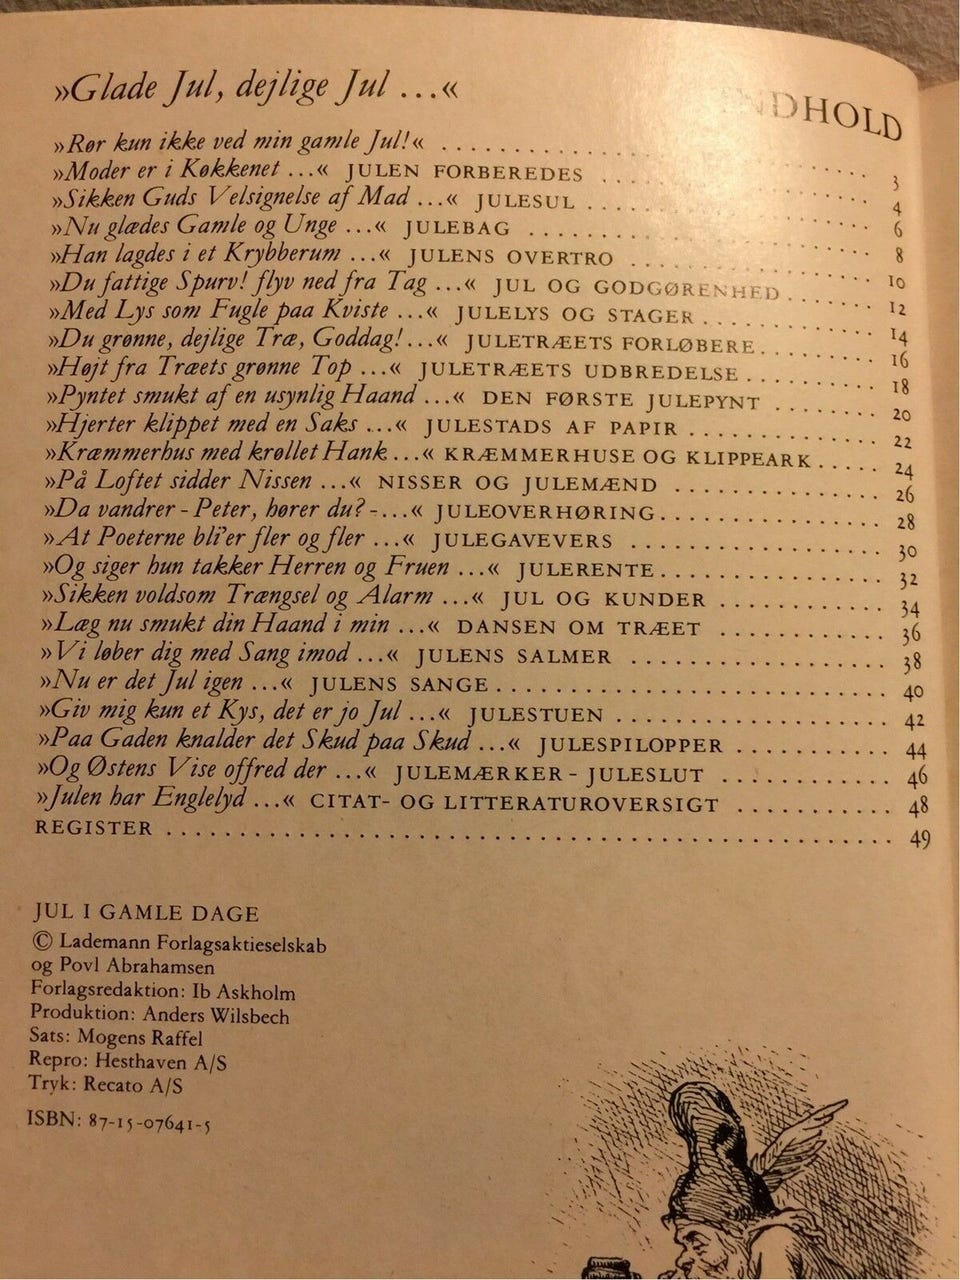 »Glade Jul, dejlige Jul ...«
INDHOLD
»Rør kun ikke ved min gamle Jul!« ........................ 3
»Moder er i Køkkenet ...« JULEN FORBEREDES ................ 4
»Sikken Guds Velsignelse af Mad ...« JULESUL ................ 6
»Nu glædes Gamle og Unge ...« JULEBAG ................ 8
»Han lagdes i et Krybberum ...« JULENS OVERTRO ................ 10
»Du fattige Spurv! flyv ned fra Tag ...« JUL OG GODGØRENHED ........ 12
»Med Lys som Fugle paa Kviste ...« JULELYS OG STAGER ............ 14
»Du grønne, dejlige Træ, Goddag! ...« JULETRÆETS FORLØBERE ........ 16
»Højt fra Træets grønne Top ...« JULETRÆETS UDBREDELSE .......... 18
»Pyntet smukt af en usynlig Haand ...« DEN FØRSTE JULEPYNT ........ 20
»Hjerter klippet med en Saks ...« JULESTADS AF PAPIR ............ 22
»Kræmmerhus med krøllet Hank ...« KRÆMMERHUSE OG KLIPPEARK ..... 24
»På Loftet sidder Nissen ...« NISSER OG JULEMÆND ............ 26
»Da vandrer - Peter, hører du? - ...« JULEOVERHØRING ............ 28
»At Poeterne bli'er fler og fler ...« JULEGAVEVERS ............ 30
»Og siger hun takker Herren og Fruen ...« JULERENTE ............ 32
»Sikken voldsom Trængsel og Alarm ...« JUL OG KUNDER .......... 34
»Læg nu smukt din Haand i min ...« DANSEN OM TRÆET .......... 36
»Vi løber dig med Sang imod ...« JULENS SALMER ............ 38
»Nu er det Jul igen ...« JULENS SANGE ...................... 40
»Giv mig kun et Kys, det er jo Jul ...« JULESTUEN .............. 42
»Paa Gaden knalder det Skud paa Skud ...« JULESPILOPPER .......... 44
»Og Østens Vise offred der ...« JULEMÆRKER - JULESLUT .......... 46
»Julen har Englelyd ...« CITAT- OG LITTERATUROVERSIGT .......... 48
REGISTER ........................................ 49
JUL I GAMLE DAGE
© Lademann Forlagsaktieselskab
og Povl Abrahamsen
Forlagsredaktion: Ib Askholm
Produktion: Anders Wilsbech
Sats: Mogens Raffel
Repro: Hesthaven A/S
Tryk: Recato A/S
ISBN: 87-15-07641-5